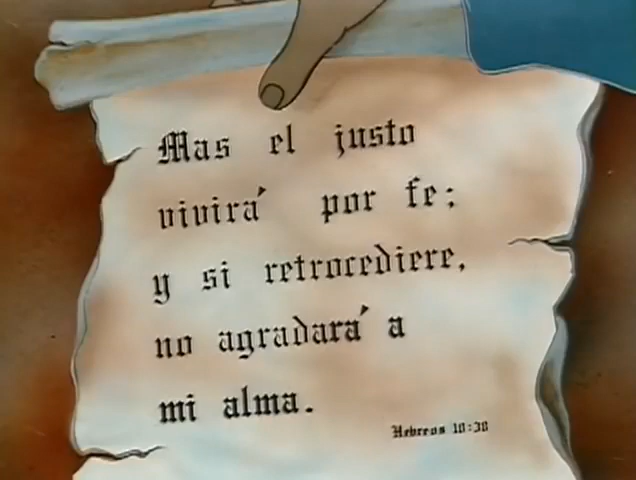 Mas el justo
vivirá por fe;
y si retrocediere,
no agradará a
mi alma.
Hebreos 10:38